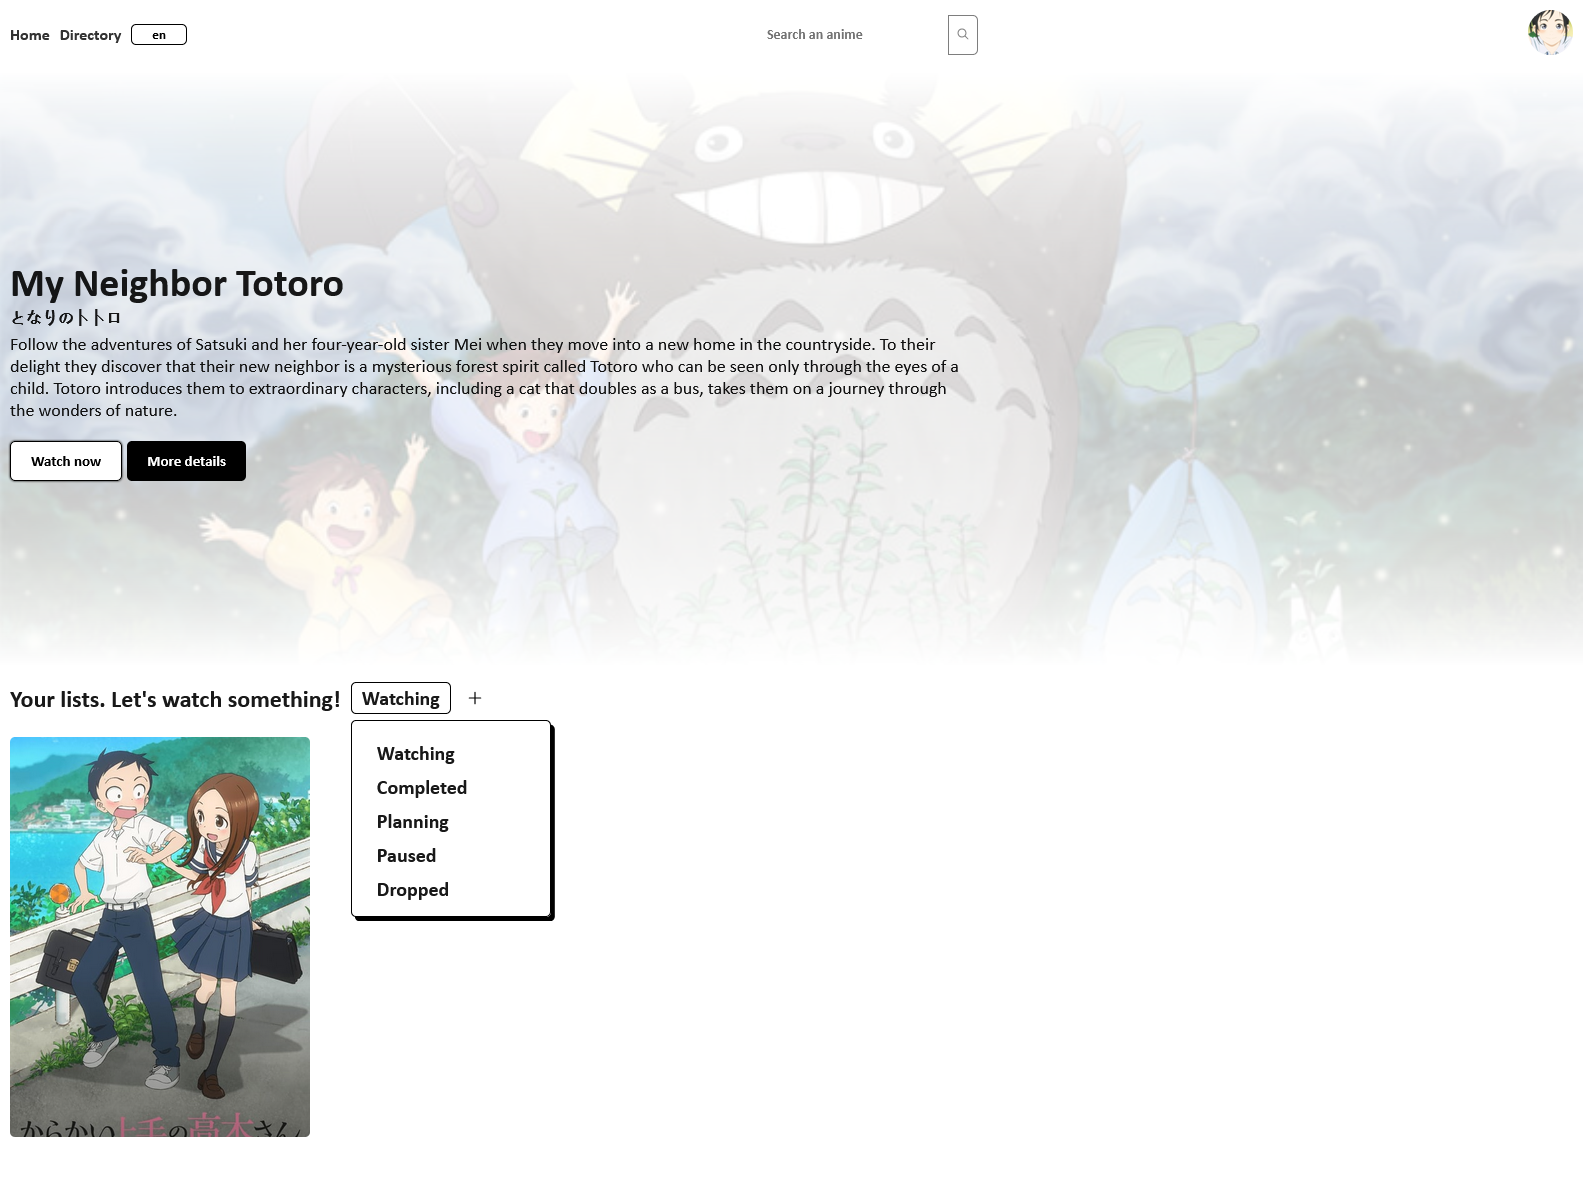 Home Directory en Search an anime
My Neighbor Totoro
となりのトトロ
Follow the adventures of Satsuki and her four-year-old sister Mei when they move into a new home in the countryside. To their
delight they discover that their new neighbor is a mysterious forest spirit called Totoro who can be seen only through the eyes of a
child. Totoro introduces them to extraordinary characters, including a cat that doubles as a bus, takes them on a journey through
the wonders of nature.
Watch now More details
Your lists. Let's watch something! Watching
Watching
Completed
Planning
Paused
Dropped
からかい上手の高木さん